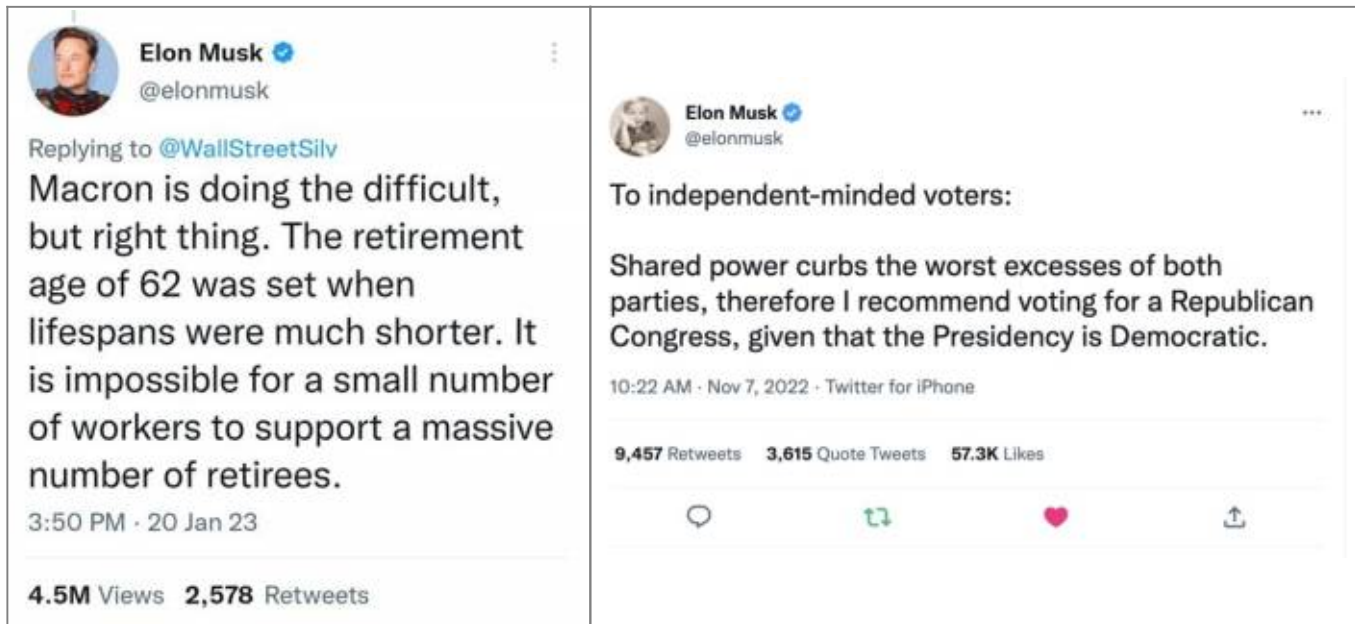 Elon Musk
@elonmusk
Replying to @WallStreetSilv
Macron is doing the difficult,
but right thing. The retirement
age of 62 was set when
lifespans were much shorter. It
is impossible for a small number
of workers to support a massive
number of retirees.
3:50 PM · 20 Jan 23
4.5M Views 2,578 Retweets
Elon Musk
@elonmusk
To independent-minded voters:
Shared power curbs the worst excesses of both
parties, therefore I recommend voting for a Republican
Congress, given that the Presidency is Democratic.
10:22 AM · Nov 7, 2022 · Twitter for iPhone
9,457 Retweets 3,615 Quote Tweets 57.3K Likes